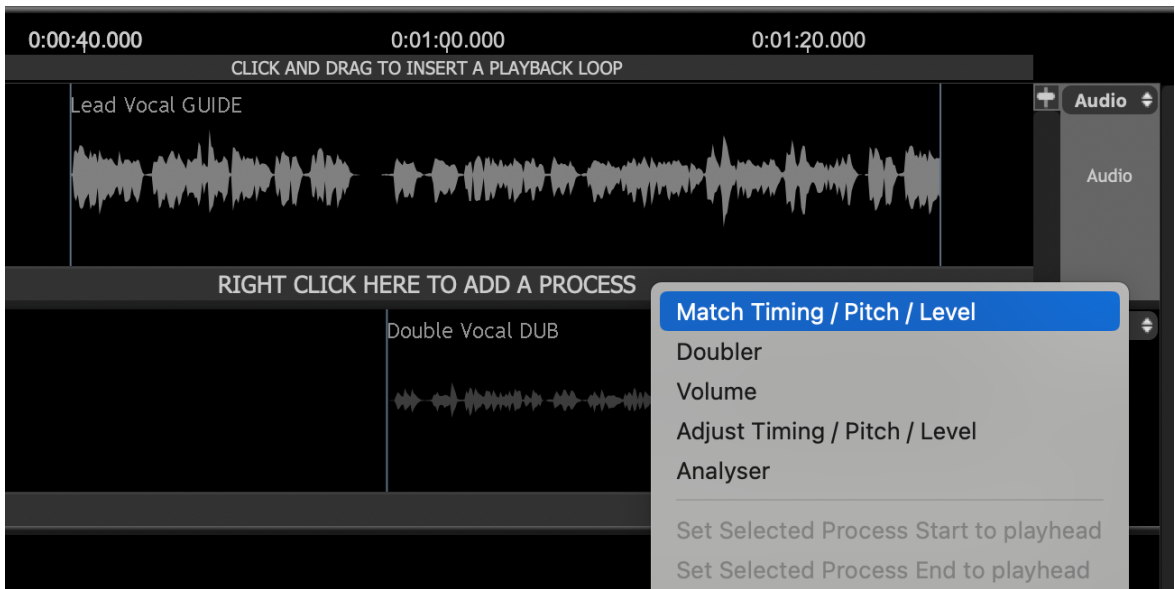 0:00:40.000 0:01:00.000 0:01:20.000
CLICK AND DRAG TO INSERT A PLAYBACK LOOP
Lead Vocal GUIDE
Audio
Audio
RIGHT CLICK HERE TO ADD A PROCESS
Double Vocal DUB
Match Timing / Pitch / Level
Doubler
Volume
Adjust Timing / Pitch / Level
Analyser
Set Selected Process Start to playhead
Set Selected Process End to playhead